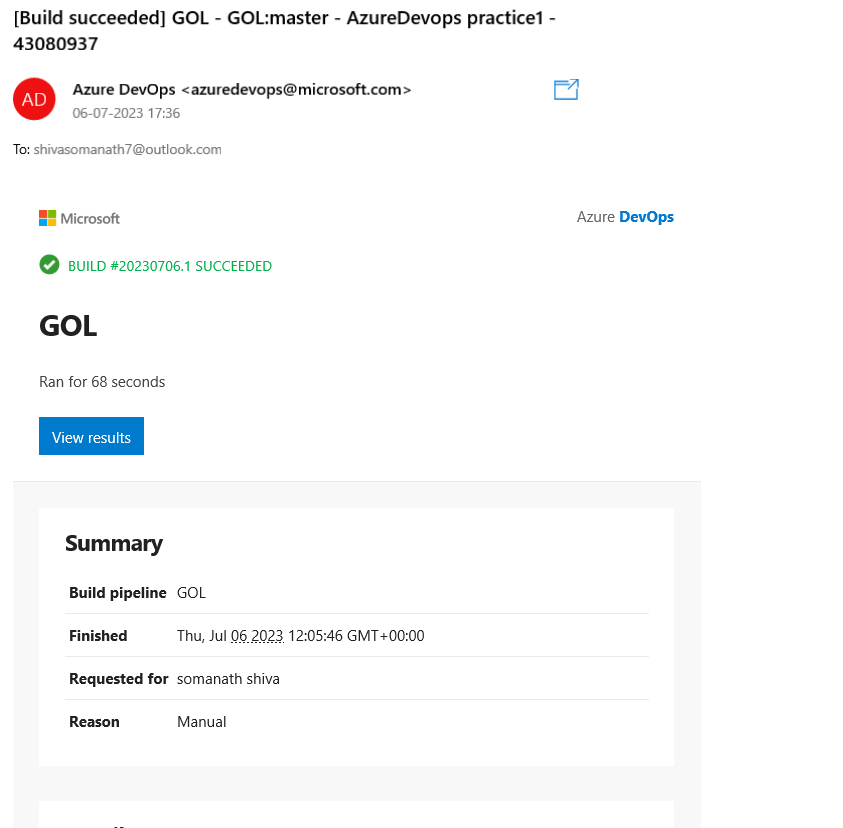 [Build succeeded] GOL - GOL:master - AzureDevops practice1 -
43080937
AD
Azure DevOps <azuredevops@microsoft.com>
06-07-2023 17:36
To: shivasomanath7@outlook.com
Microsoft
Azure DevOps
BUILD #20230706.1 SUCCEEDED
GOL
Ran for 68 seconds
View results
Summary
Build pipeline GOL
Finished Thu, Jul 06 2023 12:05:46 GMT+00:00
Requested for somanath shiva
Reason Manual